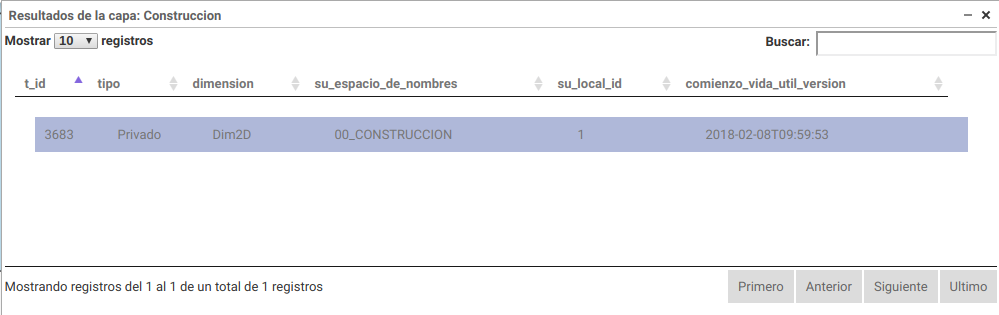 Resultados de la capa: Construccion
Mostrar 10 registros Buscar:
t_id tipo dimension su_espacio_de_nombres su_local_id comienzo_vida_util_version
3683 Privado Dim2D 00_CONSTRUCCION 1 2018-02-08T09:59:53
Mostrando registros del 1 al 1 de un total de 1 registros Primero Anterior Siguiente Ultimo